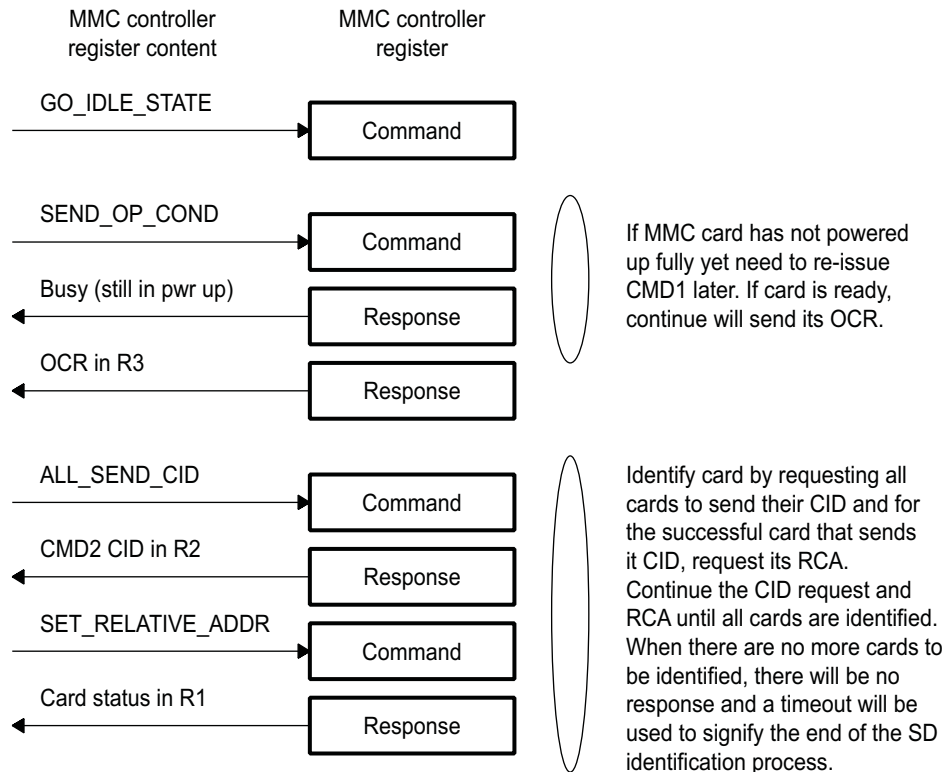 MMC controller
register content
MMC controller
register
GO_IDLE_STATE
Command
SEND_OP_COND
Command
Busy (still in pwr up)
Response
OCR in R3
Response
If MMC card has not powered
up fully yet need to re-issue
CMD1 later. If card is ready,
continue will send its OCR.
ALL_SEND_CID
Command
CMD2 CID in R2
Response
SET_RELATIVE_ADDR
Command
Card status in R1
Response
Identify card by requesting all
cards to send their CID and for
the successful card that sends
it CID, request its RCA.
Continue the CID request and
RCA until all cards are identified.
When there are no more cards to
be identified, there will be no
response and a timeout will be
used to signify the end of the SD
identification process.